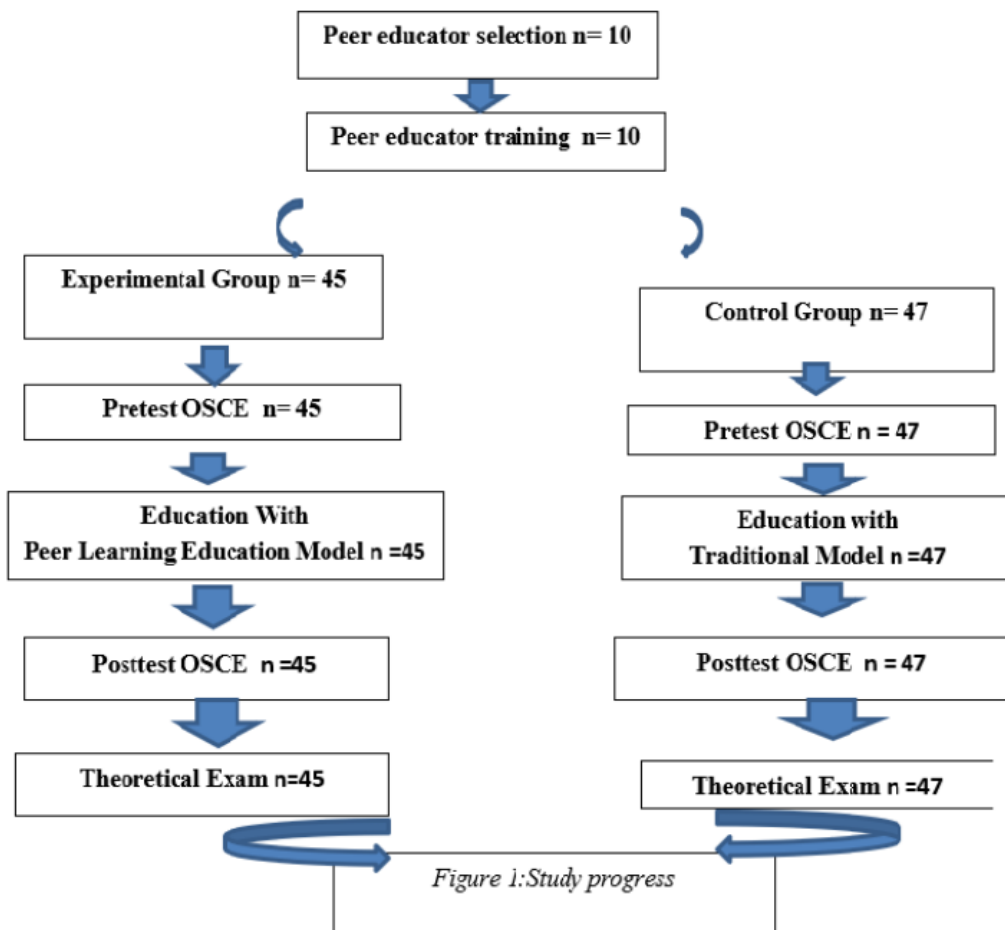 Peer educator selection n= 10
Peer educator training n= 10
Experimental Group n= 45
Control Group n= 47
Pretest OSCE n= 45
Pretest OSCE n = 47
Education With
Peer Learning Education Model n =45
Education with
Traditional Model n =47
Posttest OSCE n =45
Posttest OSCE n = 47
Theoretical Exam n=45
Theoretical Exam n =47
Figure 1:Study progress